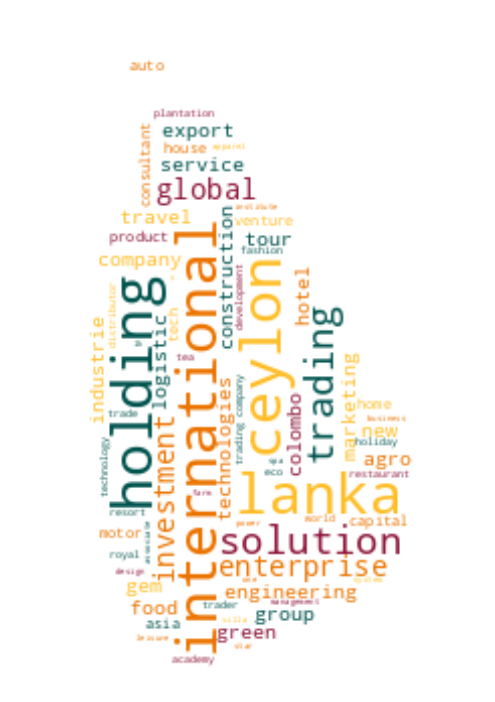 auto
plantation
export
consultant
house
apparel
service
global
institute
travel
venture
construction
product
tour
fashion
company
international
ceylon
development
hotel
holding
distributor
tech
trading
logistic
industrie
tea
marketing
technologies
trading company
colombo
home
trade
business
new
holiday
technology
investment
agro
spa
eco
restaurant
lanka
farm
resort
world
capital
power
motor
associate
solution
royal
enterprise
design
one
system
gem
engineering
food
trader
management
group
asia
villa
green
leisure
star
academy